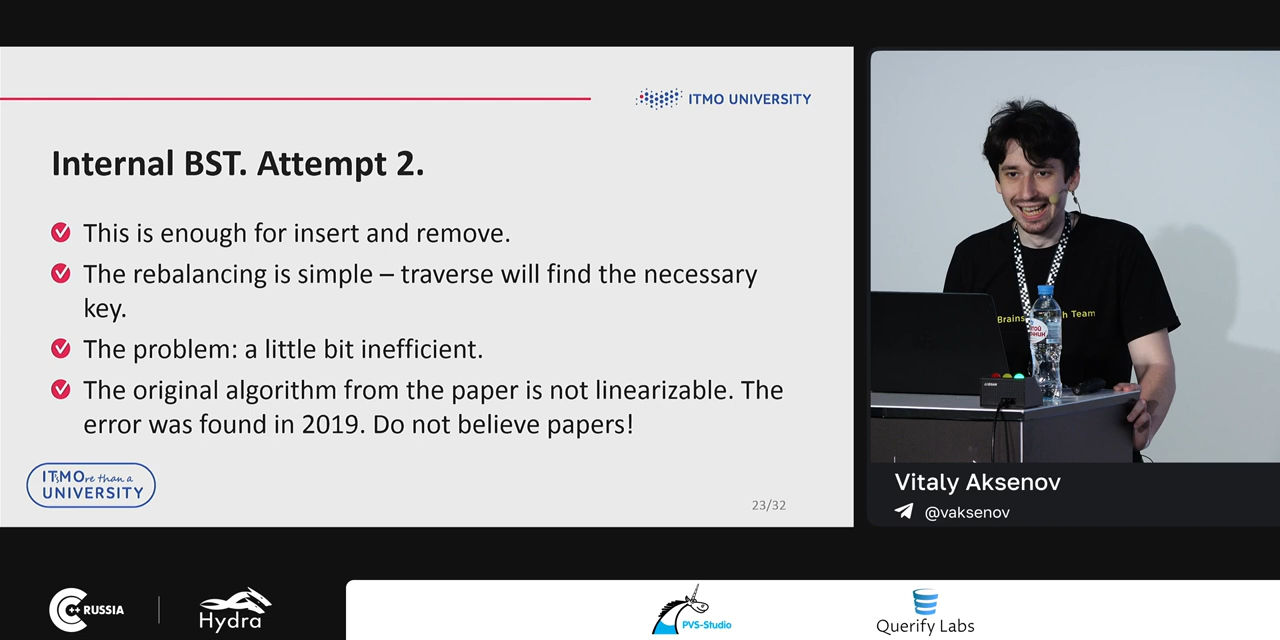 ITMO UNIVERSITY
Internal BST. Attempt 2.
This is enough for insert and remove.
The rebalancing is simple – traverse will find the necessary
key.
The problem: a little bit inefficient.
The original algorithm from the paper is not linearizable. The
error was found in 2019. Do not believe papers!
IT'sMOre than a
UNIVERSITY
23/32
Team
Vitaly Aksenov
@vaksenov
C++ RUSSIA
Hydra
PVS-Studio
Querify Labs